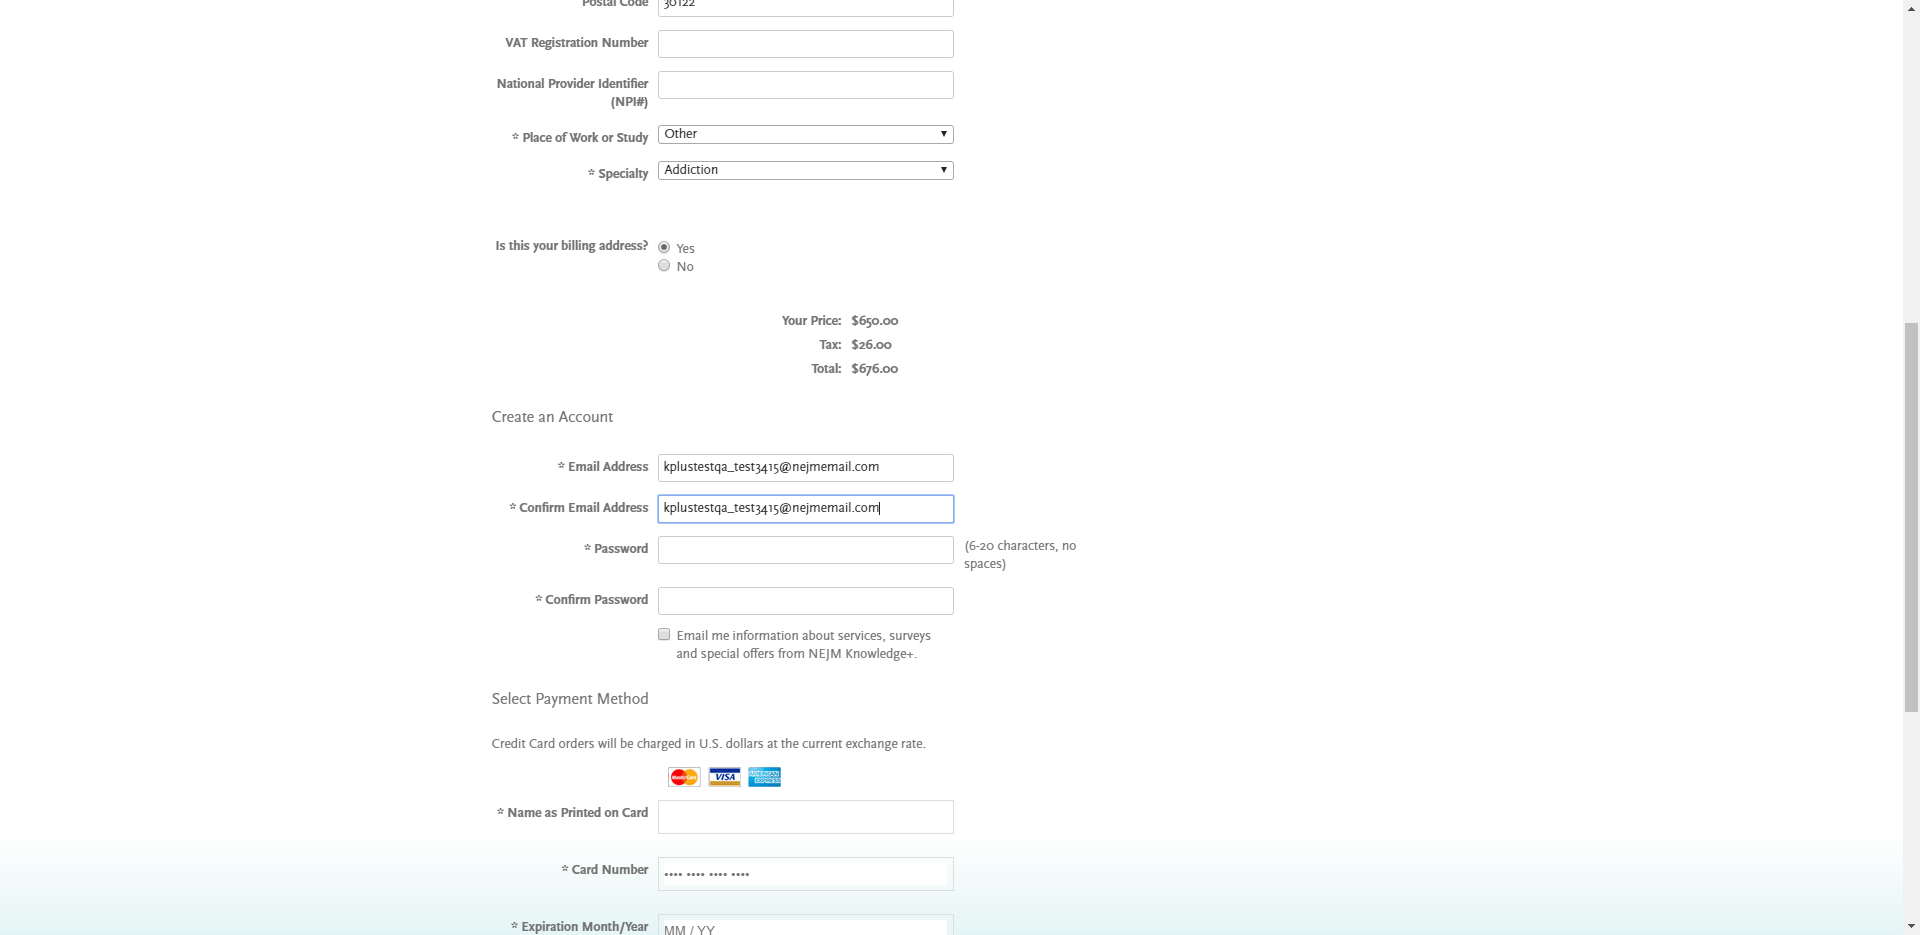 Postal Code 30122
VAT Registration Number
National Provider Identifier
(NPI#)
* Place of Work or Study Other
* Specialty Addiction
Is this your billing address? Yes
No
Your Price: $650.00
Tax: $26.00
Total: $676.00
Create an Account
* Email Address kplustestqa_test3415@nejmemail.com
* Confirm Email Address kplustestqa_test3415@nejmemail.com
* Password (6-20 characters, no
spaces)
* Confirm Password
Email me information about services, surveys
and special offers from NEJM Knowledge+.
Select Payment Method
Credit Card orders will be charged in U.S. dollars at the current exchange rate.
MasterCard VISA AMERICAN EXPRESS
* Name as Printed on Card
* Card Number •••• •••• •••• ••••
* Expiration Month/Year MM / YY